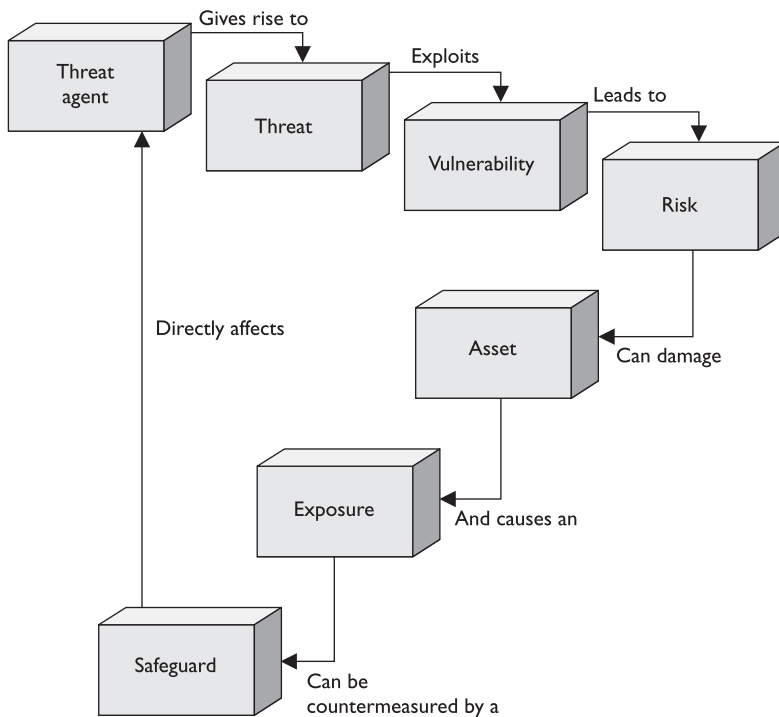 Gives rise to
Threat
agent
Exploits
Threat
Leads to
Vulnerability
Risk
Directly affects
Asset
Can damage
Exposure
And causes an
Safeguard
Can be
countermeasured by a